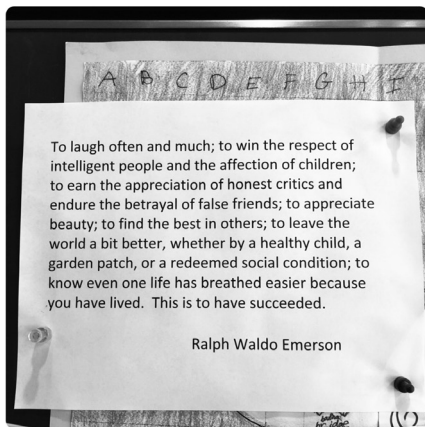 A B C D E F G H I
To laugh often and much; to win the respect of
intelligent people and the affection of children;
to earn the appreciation of honest critics and
endure the betrayal of false friends; to appreciate
beauty; to find the best in others; to leave the
world a bit better, whether by a healthy child, a
garden patch, or a redeemed social condition; to
know even one life has breathed easier because
you have lived.  This is to have succeeded.
Ralph Waldo Emerson